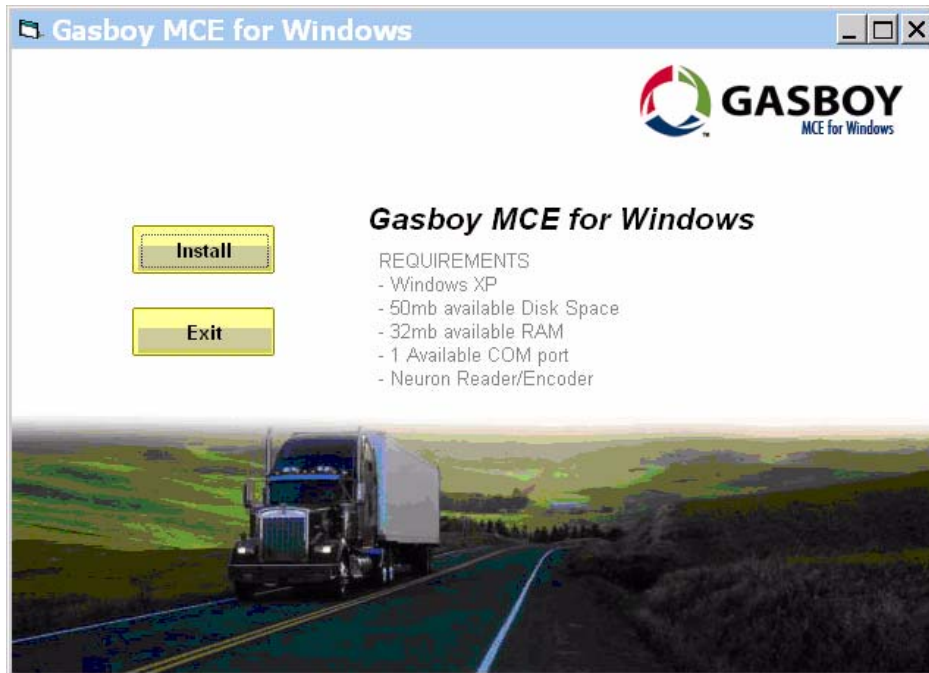 Gasboy MCE for Windows
GASBOY
MCE for Windows
™
Gasboy MCE for Windows
Install
REQUIREMENTS
- Windows XP
- 50mb available Disk Space
- 32mb available RAM
- 1 Available COM port
- Neuron Reader/Encoder
Exit